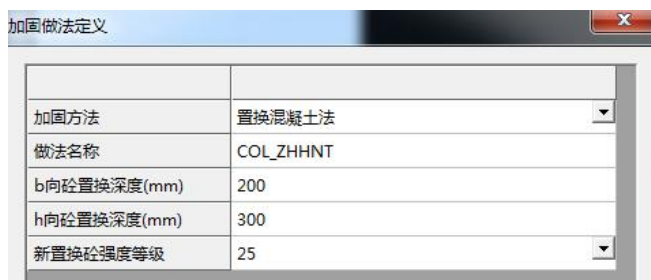 加固做法定义
加固方法 置换混凝土法
做法名称 COL_ZHHNT
b向砼置换深度(mm) 200
h向砼置换深度(mm) 300
新置换砼强度等级 25